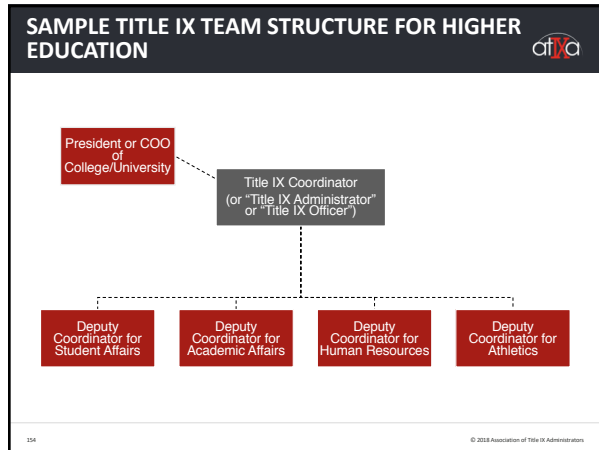 SAMPLE TITLE IX TEAM STRUCTURE FOR HIGHER
EDUCATION
atIXa
President or COO
of
College/University
Title IX Coordinator
(or “Title IX Administrator”
or “Title IX Officer”)
Deputy
Coordinator for
Student Affairs
Deputy
Coordinator for
Academic Affairs
Deputy
Coordinator for
Human Resources
Deputy
Coordinator for
Athletics
154
© 2018 Association of Title IX Administrators